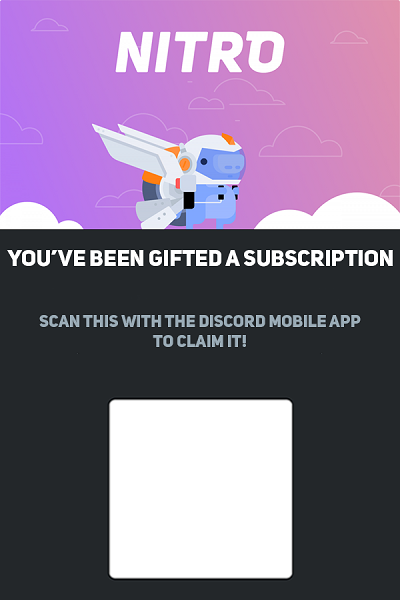 NITRO
YOU'VE BEEN GIFTED A SUBSCRIPTION
SCAN THIS WITH THE DISCORD MOBILE APP
TO CLAIM IT!